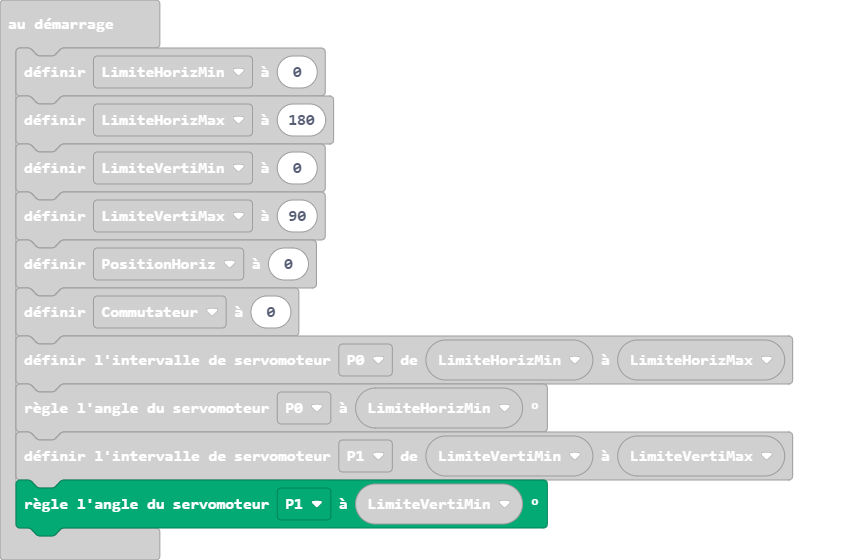 au démarrage
définir LimiteHorizMin à 0
définir LimiteHorizMax à 180
définir LimiteVertiMin à 0
définir LimiteVertiMax à 90
définir PositionHoriz à 0
définir Commutateur à 0
définir l'intervalle de servomoteur P0 de LimiteHorizMin à LimiteHorizMax
règle l'angle du servomoteur P0 à LimiteHorizMin °
définir l'intervalle de servomoteur P1 de LimiteVertiMin à LimiteVertiMax
règle l'angle du servomoteur P1 à LimiteVertiMin °